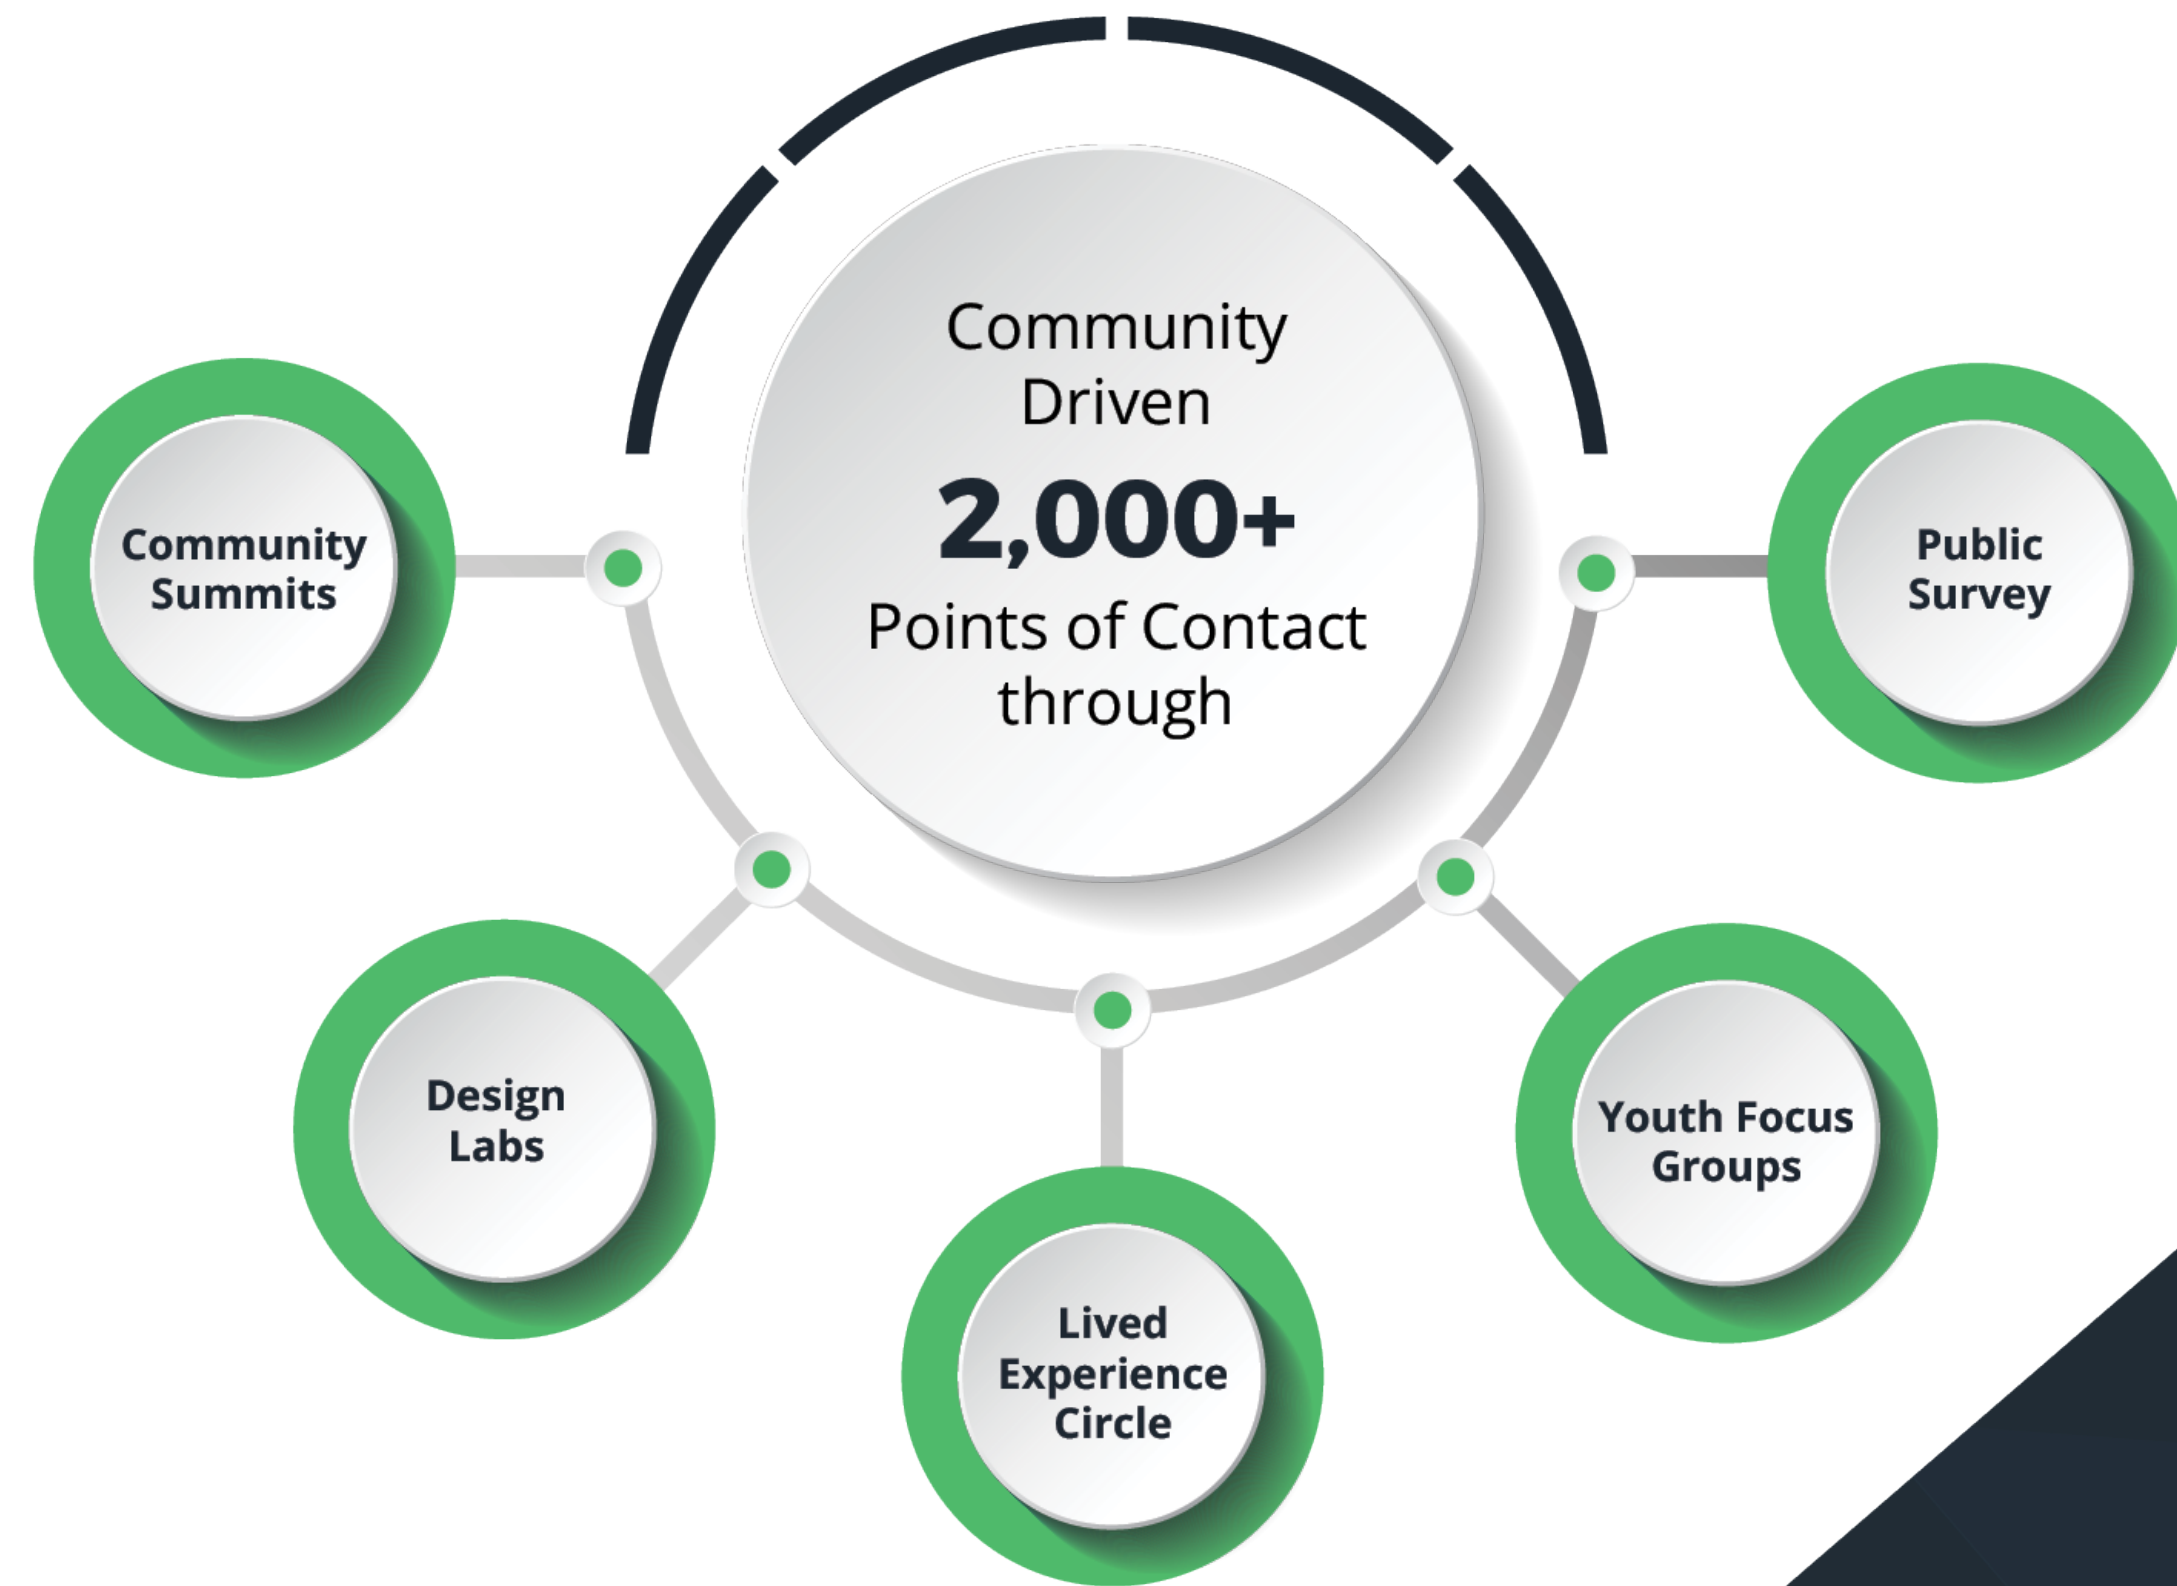 Community
Driven
2,000+
Points of Contact
through
Community
Summits
Design
Labs
Lived
Experience
Circle
Youth Focus
Groups
Public
Survey